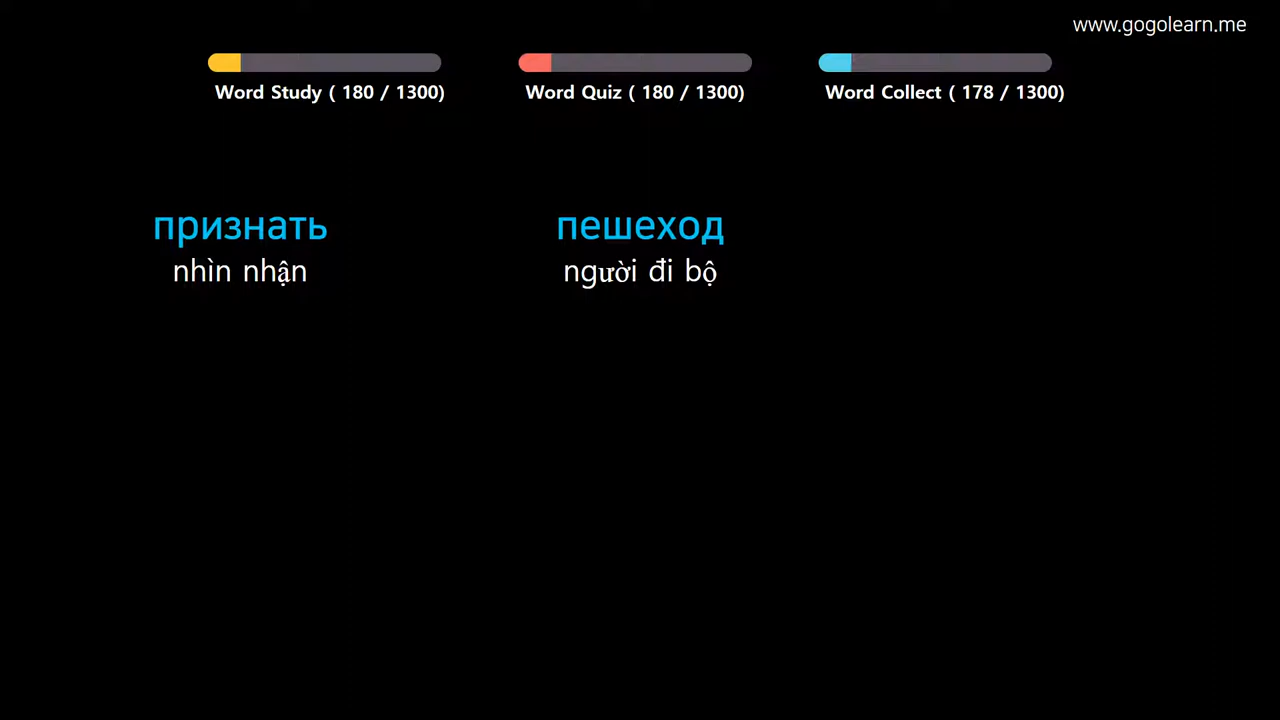 www.gogolearn.me
Word Study ( 180 / 1300)
Word Quiz ( 180 / 1300)
Word Collect ( 178 / 1300)
признать
nhìn nhận
пешеход
người đi bộ